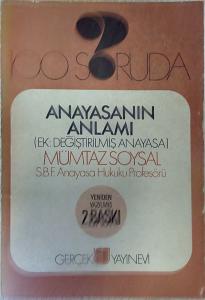 ?
100 SORUDA
ANAYASANIN
ANLAMI
(EK: DEĞİŞTİRİLMİŞ ANAYASA)
MÜMTAZ SOYSAL
S.B.F. Anayasa Hukuku Profesörü
YENİDEN
YAZILMIŞ
2.BASKI
GERÇEK YAYINEVİ